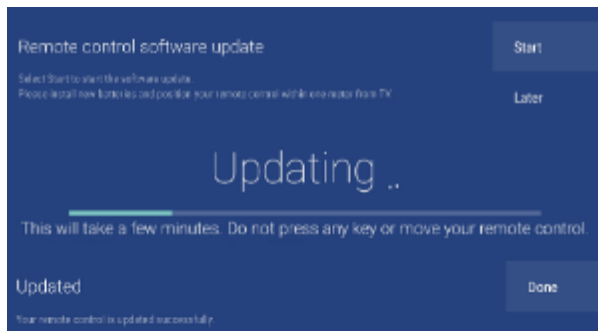 Remote control software update
Start
Select Start to start the software update.
Please install new batteries and position your remote control within one meter from TV.
Later
Updating ..
This will take a few minutes. Do not press any key or move your remote control.
Updated
Done
Your remote control is updated successfully.